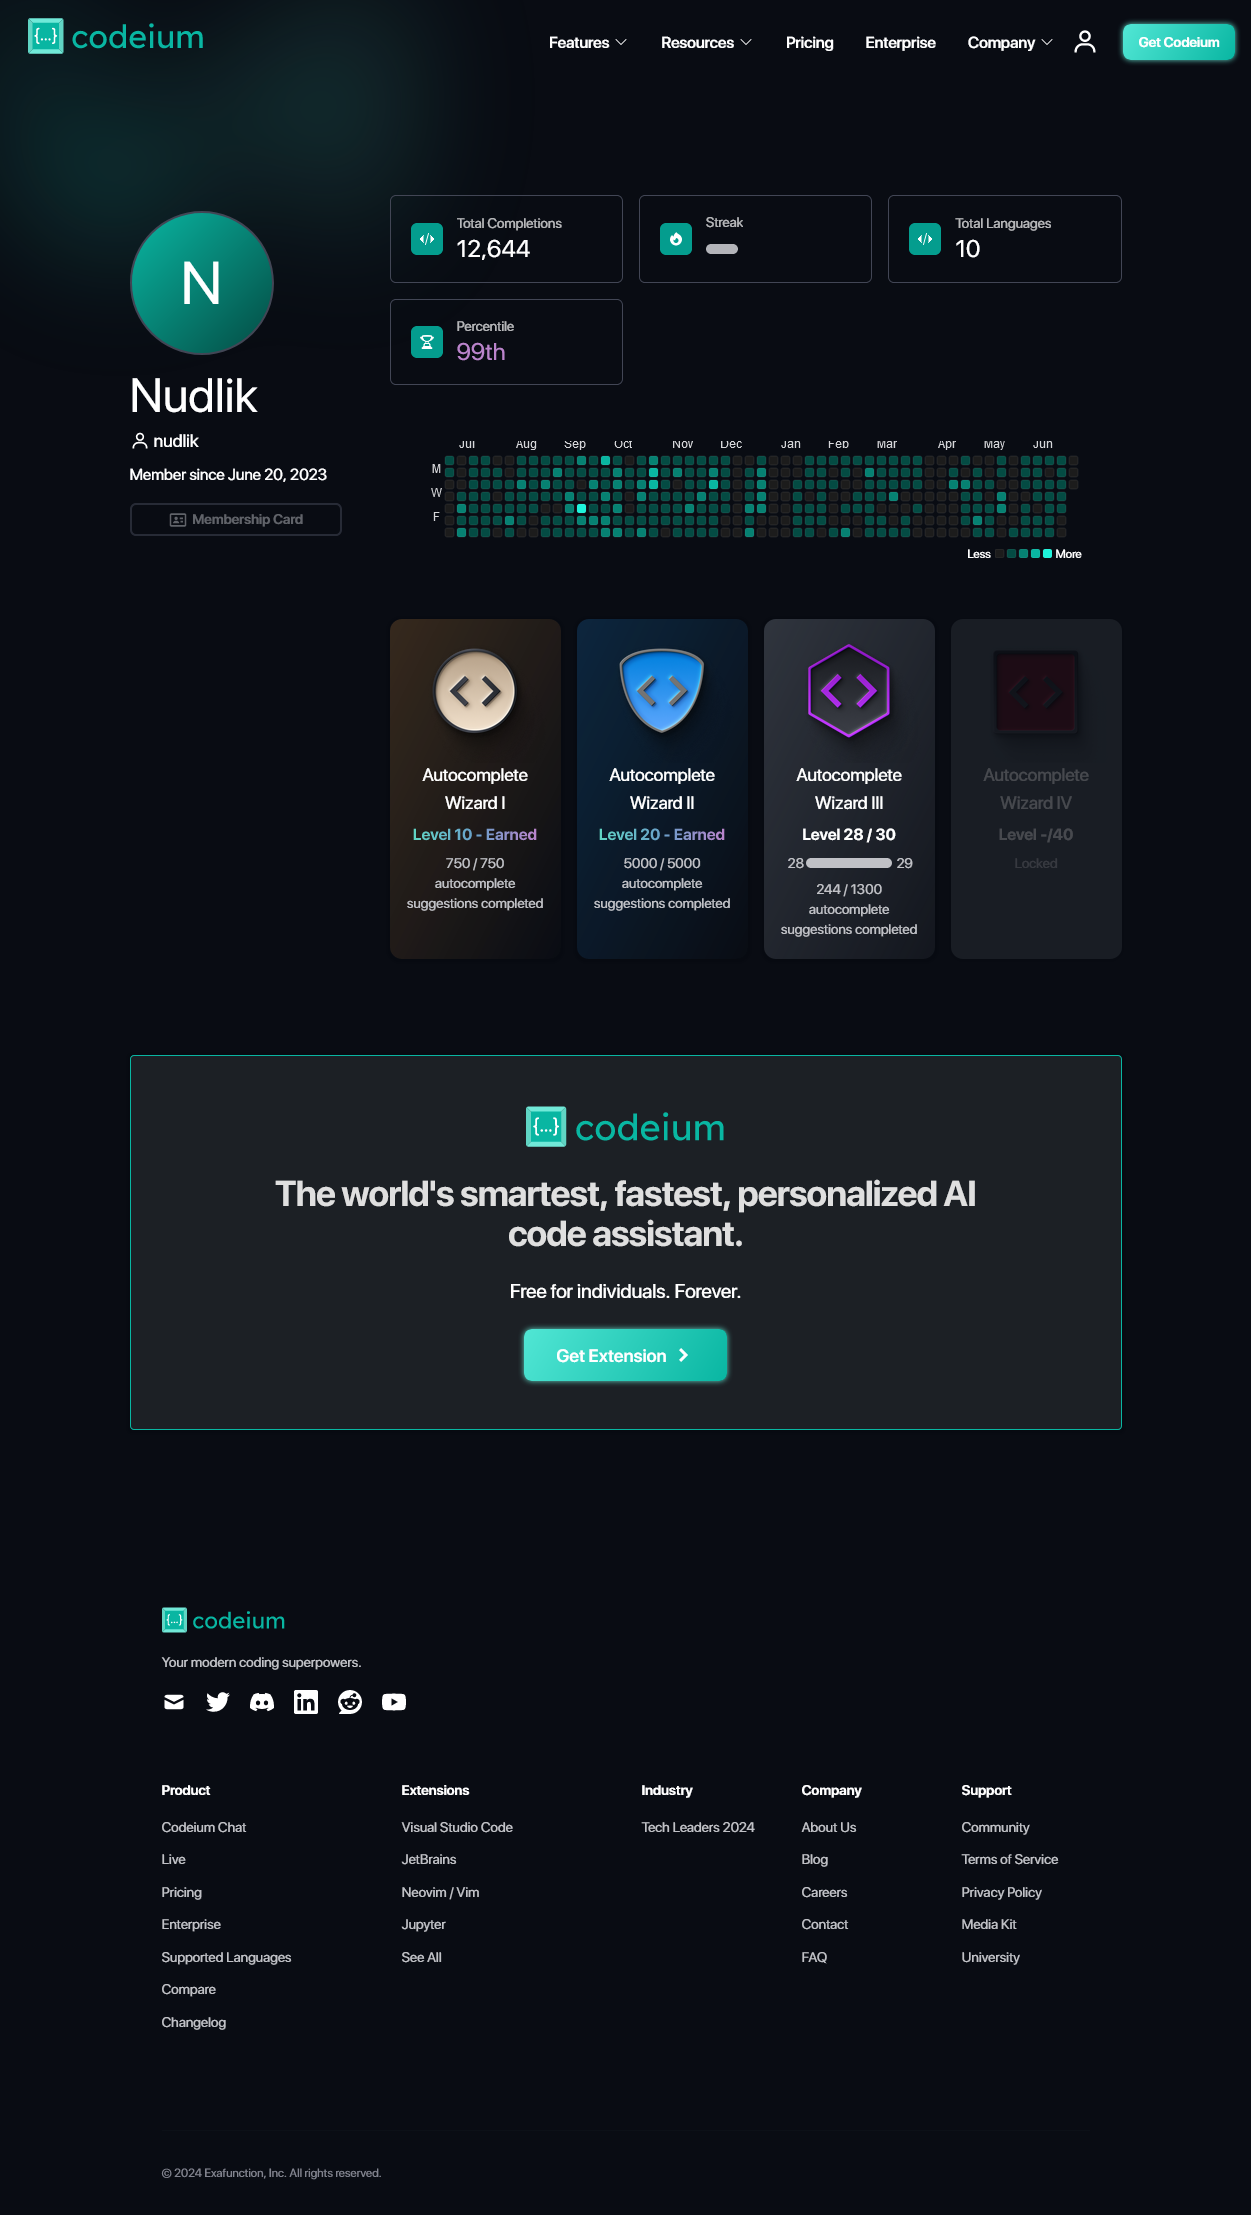 {...} codeium
Features
Resources
Pricing
Enterprise
Company
Get Codeium
N
Nudlik
nudlik
Member since June 20, 2023
Membership Card
Total Completions
12,644
Streak
Total Languages
10
Percentile
99th
Jul Aug Sep Oct Nov Dec Jan Feb Mar Apr May Jun
M
W
F
Less More
Autocomplete
Wizard I
Level 10 - Earned
750 / 750
autocomplete
suggestions completed
Autocomplete
Wizard II
Level 20 - Earned
5000 / 5000
autocomplete
suggestions completed
Autocomplete
Wizard III
Level 28 / 30
28 29
244 / 1300
autocomplete
suggestions completed
Autocomplete
Wizard IV
Level -/40
Locked
{...} codeium
The world's smartest, fastest, personalized AI
code assistant.
Free for individuals. Forever.
Get Extension
{...} codeium
Your modern coding superpowers.
Product
Codeium Chat
Live
Pricing
Enterprise
Supported Languages
Compare
Changelog
Extensions
Visual Studio Code
JetBrains
Neovim / Vim
Jupyter
See All
Industry
Tech Leaders 2024
Company
About Us
Blog
Careers
Contact
FAQ
Support
Community
Terms of Service
Privacy Policy
Media Kit
University
© 2024 Exafunction, Inc. All rights reserved.